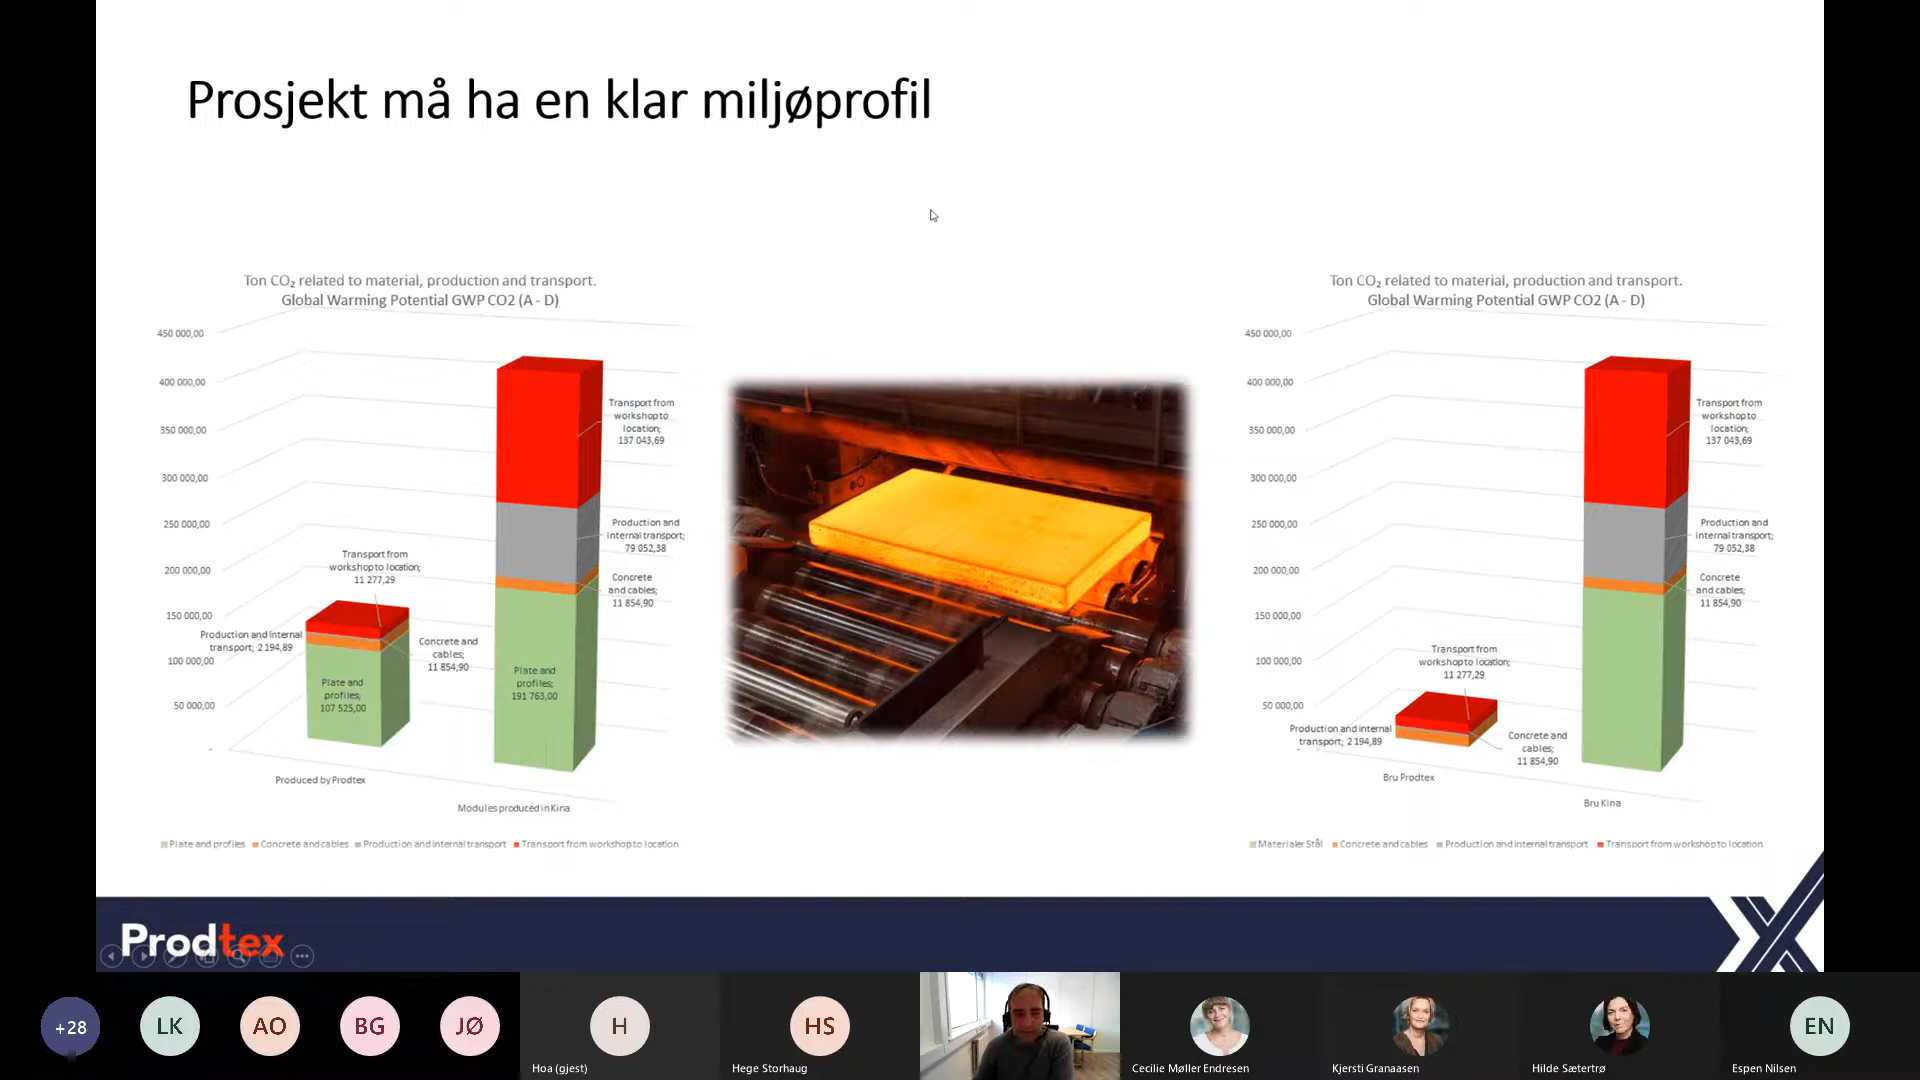 Prosjekt må ha en klar miljøprofil
Ton CO₂ related to material, production and transport.
Global Warming Potential GWP CO2 (A - D)
450 000,00
400 000,00
350 000,00
300 000,00
250 000,00
200 000,00
150 000,00
100 000,00
50 000,00
-
Transport from
workshop to location;
11 277,29
Production and internal
transport; 2 194,89
Concrete and
cables;
11 854,90
Plate and
profiles;
107 525,00
Transport from
workshop to
location;
137 043,69
Production and
internal transport;
79 052,38
Concrete
and cables;
11 854,90
Plate and
profiles;
191 763,00
Produced by Prodtex
Modules produced in Kina
Plate and profiles Concrete and cables Production and internal transport Transport from workshop to location
Ton CO₂ related to material, production and transport.
Global Warming Potential GWP CO2 (A - D)
450 000,00
400 000,00
350 000,00
300 000,00
250 000,00
200 000,00
150 000,00
100 000,00
50 000,00
-
Transport from
workshop to location;
11 277,29
Production and internal
transport; 2 194,89
Concrete and
cables;
11 854,90
Transport from
workshop to
location;
137 043,69
Production and
internal transport;
79 052,38
Concrete
and cables;
11 854,90
Bru Prodtex
Bru Kina
Materialer Stål Concrete and cables Production and internal transport Transport from workshop to location
Prodtex
+28
LK
AO
BG
JØ
H
Hoa (gjest)
HS
Hege Storhaug
Cecilie Møller Endresen
Kjersti Granaasen
Hilde Sætertrø
EN
Espen Nilsen